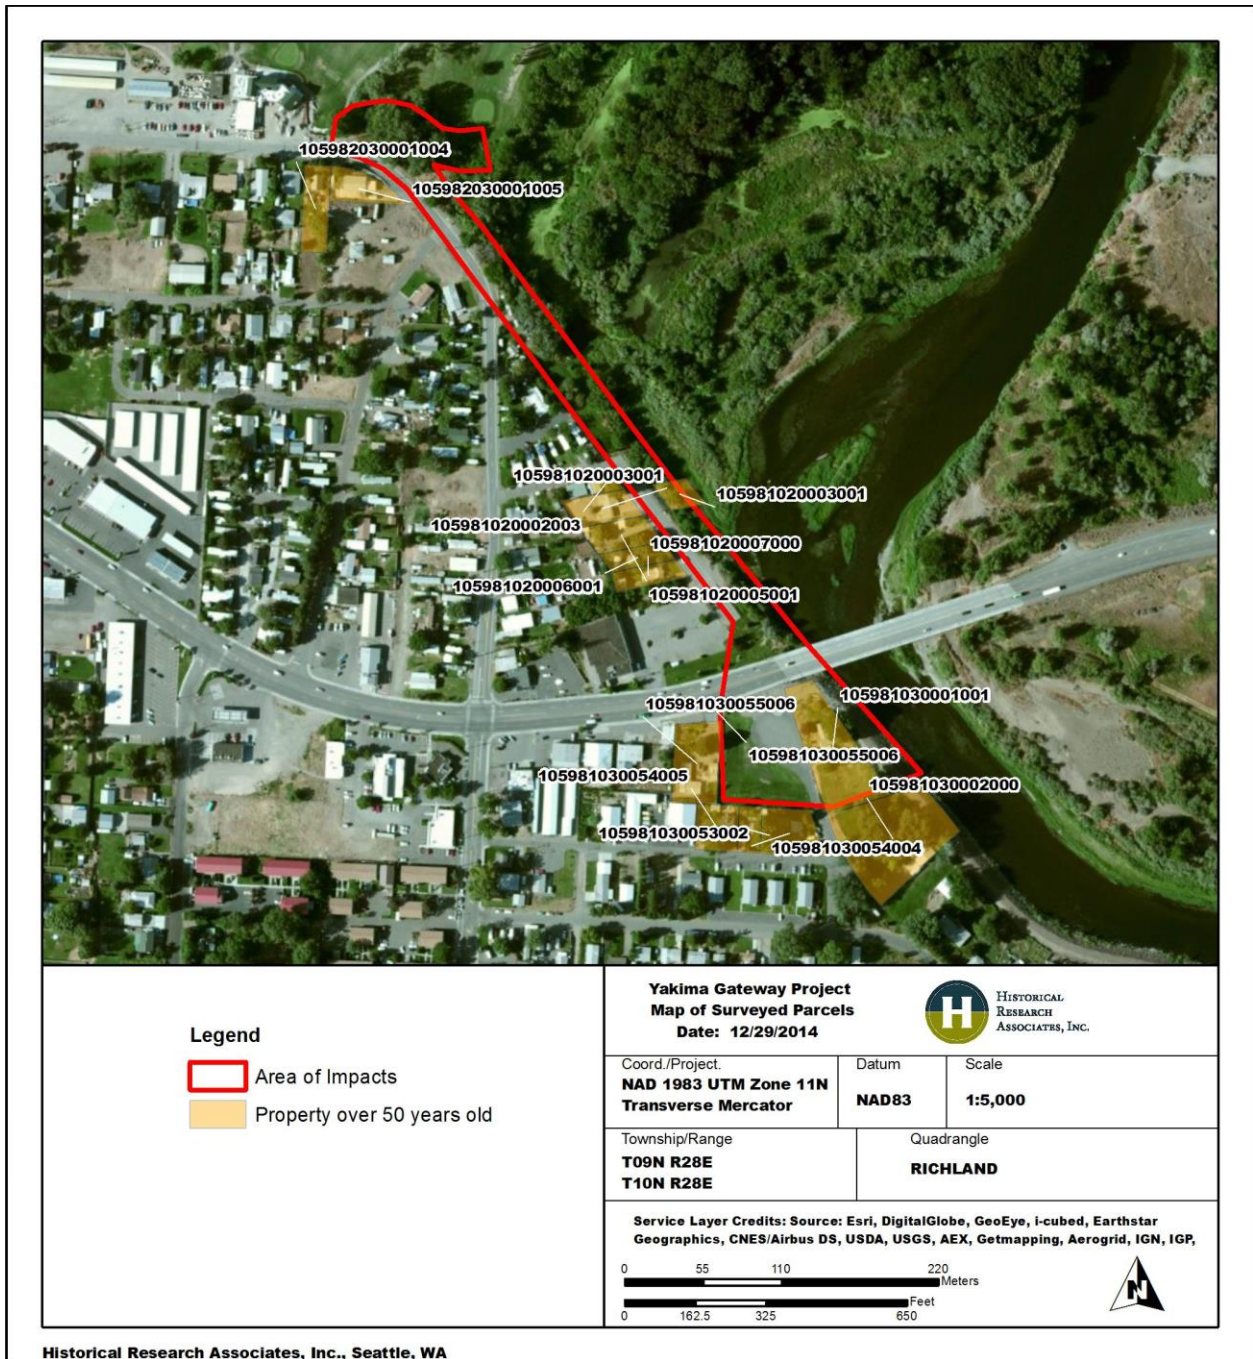 105982030001004
105982030001005
105981020003001
105981020003001
105981020002003
105981020007000
105981020006001
105981020005001
105981030001001
105981030055006
105981030055006
105981030054005
105981030002000
105981030053002
105981030054004
Legend
Area of Impacts
Property over 50 years old
Yakima Gateway Project
Map of Surveyed Parcels
Date: 12/29/2014
H
HISTORICAL
RESEARCH
ASSOCIATES, INC.
Coord./Project.
NAD 1983 UTM Zone 11N
Transverse Mercator
Datum
NAD83
Scale
1:5,000
Township/Range
T09N R28E
T10N R28E
Quadrangle
RICHLAND
Service Layer Credits: Source: Esri, DigitalGlobe, GeoEye, i-cubed, Earthstar
Geographics, CNES/Airbus DS, USDA, USGS, AEX, Getmapping, Aerogrid, IGN, IGP,
0 55 110 220
Meters
Feet
0 162.5 325 650
N
Historical Research Associates, Inc., Seattle, WA